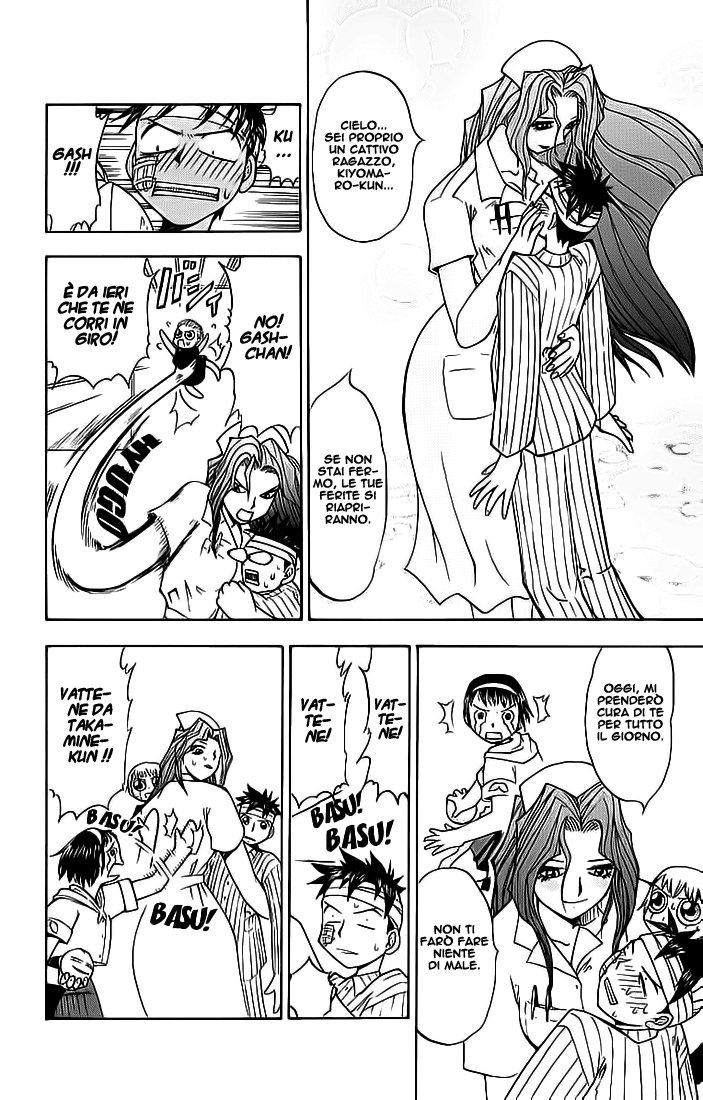 CIELO...
SEI PROPRIO
UN CATTIVO
RAGAZZO,
KIYOMA-
RO-KUN...
SE NON
STAI FER-
MO, LE TUE
FERITE SI
RIAPRI-
RANNO.
KU
...
GASH
!!!
NO!
GASH-
CHAN!
È DA IERI
CHE TE NE
CORRI IN
GIRO!
HYUGO
OGGI, MI
PRENDERÒ
CURA DI TE
PER TUTTO
IL GIORNO.
NON TI
FARÒ FARE
NIENTE
DI MALE.
VAT-
TE-
NE!
VAT-
TE-
NE!
BASU!
BASU!
VATTE-
NE DA
TAKA-
MINE-
KUN !!
BASU!
BASU!